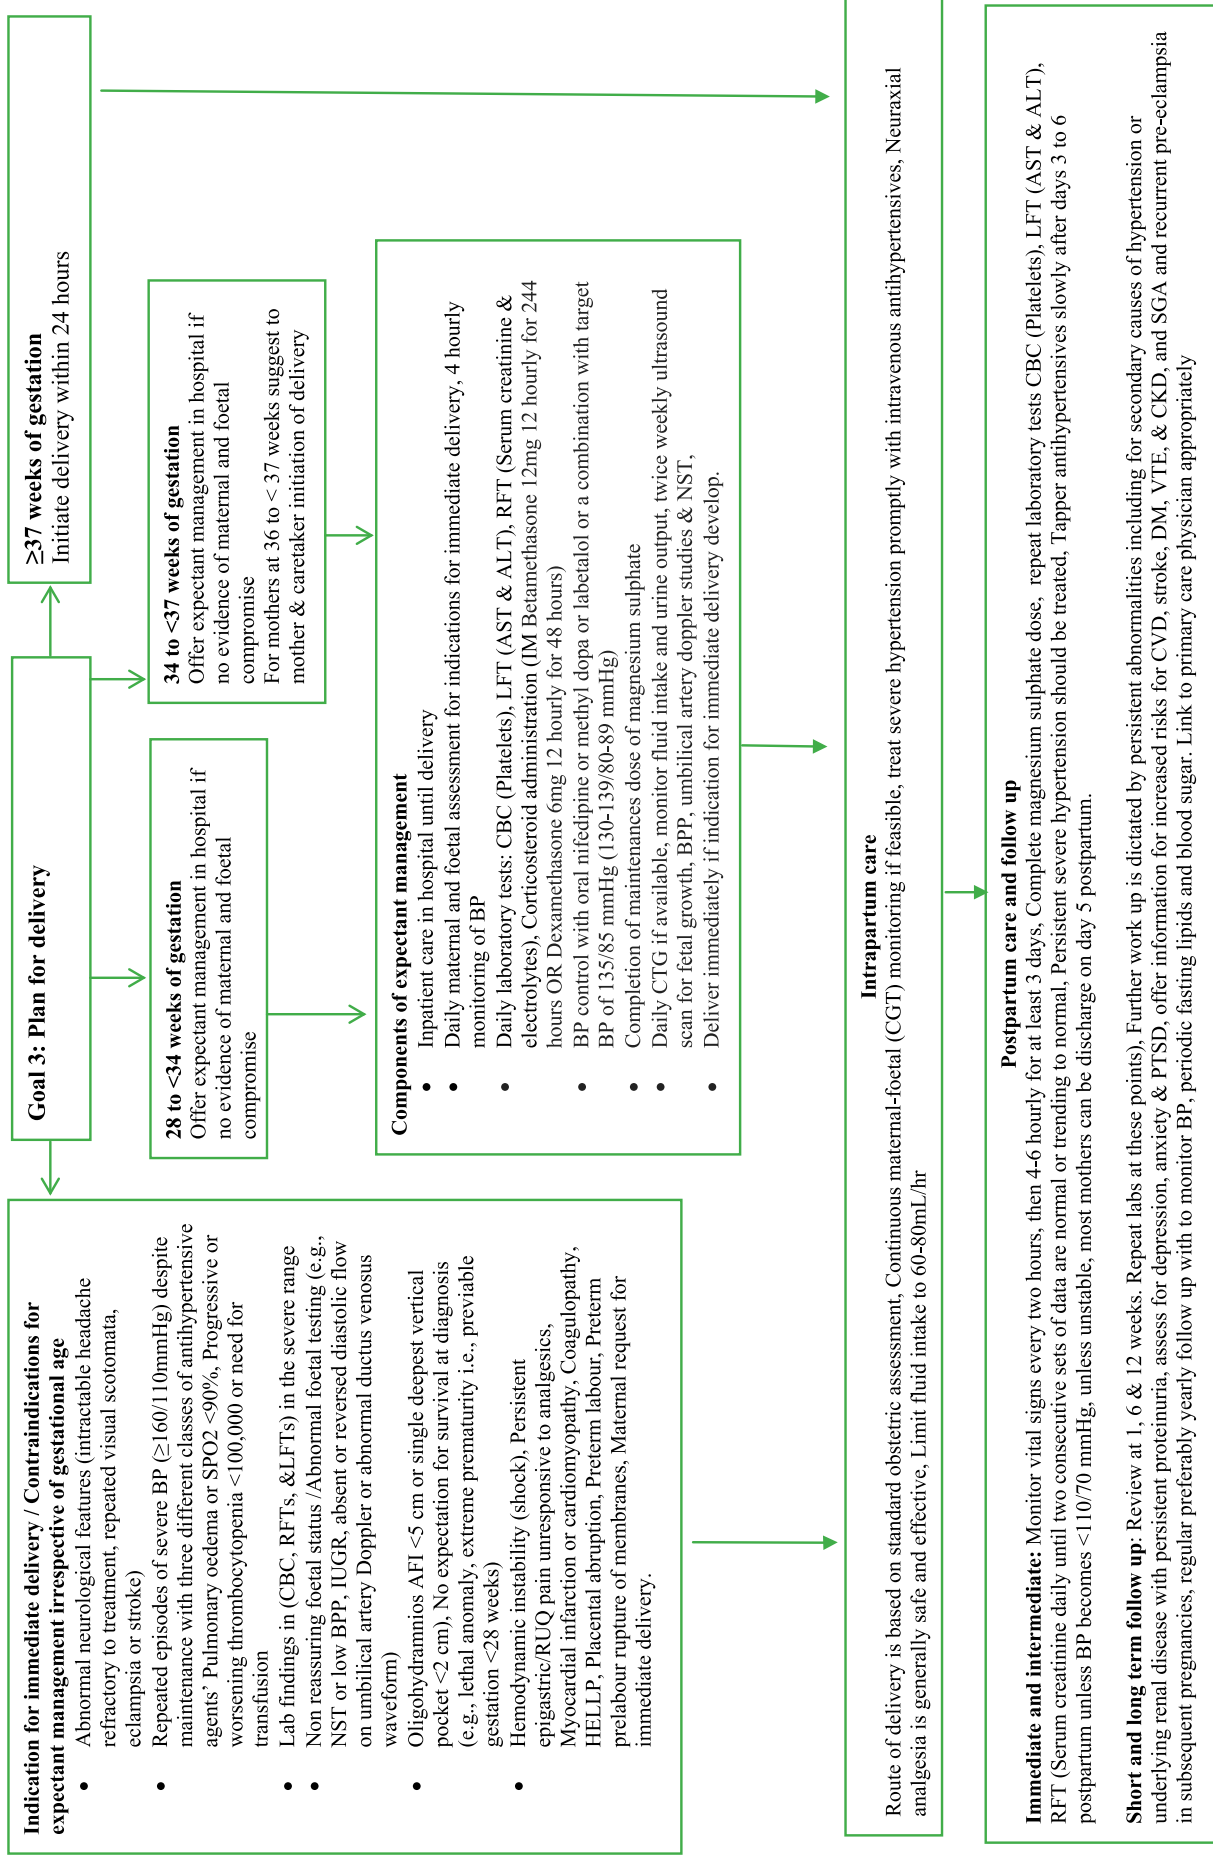 Goal 3: Plan for delivery
Indication for immediate delivery / Contraindications for
expectant management irrespective of gestational age
• Abnormal neurological features (intractable headache
refractory to treatment, repeated visual scotomata,
eclampsia or stroke)
• Repeated episodes of severe BP (≥160/110mmHg) despite
maintenance with three different classes of antihypertensive
agents' Pulmonary oedema or SPO2 <90%, Progressive or
worsening thrombocytopenia <100,000 or need for
transfusion
• Lab findings in (CBC, RFTs, &LFTs) in the severe range
• Non reassuring foetal status /Abnormal foetal testing (e.g.,
NST or low BPP, IUGR, absent or reversed diastolic flow
on umbilical artery Doppler or abnormal ductus venosus
waveform)
• Oligohydramnios AFI <5 cm or single deepest vertical
pocket <2 cm), No expectation for survival at diagnosis
(e.g., lethal anomaly, extreme prematurity i.e., previable
gestation <28 weeks)
• Hemodynamic instability (shock), Persistent
epigastric/RUQ pain unresponsive to analgesics,
Myocardial infarction or cardiomyopathy, Coagulopathy,
HELLP, Placental abruption, Preterm labour, Preterm
prelabour rupture of membranes, Maternal request for
immediate delivery.
28 to <34 weeks of gestation
Offer expectant management in hospital if
no evidence of maternal and foetal
compromise
34 to <37 weeks of gestation
Offer expectant management in hospital if
no evidence of maternal and foetal
compromise
For mothers at 36 to < 37 weeks suggest to
mother & caretaker initiation of delivery
≥37 weeks of gestation
Initiate delivery within 24 hours
Components of expectant management
• Inpatient care in hospital until delivery
• Daily maternal and foetal assessment for indications for immediate delivery, 4 hourly
monitoring of BP
• Daily laboratory tests: CBC (Platelets), LFT (AST & ALT), RFT (Serum creatinine &
electrolytes), Corticosteroid administration (IM Betamethasone 12mg 12 hourly for 244
hours OR Dexamethasone 6mg 12 hourly for 48 hours)
• BP control with oral nifedipine or methyl dopa or labetalol or a combination with target
BP of 135/85 mmHg (130-139/80-89 mmHg)
• Completion of maintenances dose of magnesium sulphate
• Daily CTG if available, monitor fluid intake and urine output, twice weekly ultrasound
scan for fetal growth, BPP, umbilical artery doppler studies & NST,
• Deliver immediately if indication for immediate delivery develop.
Intrapartum care
Route of delivery is based on standard obsteric assessment, Continuous maternal-foetal (CGT) monitoring if feasible, treat severe hypertension promptly with intravenous antihypertensives, Neuraxial
analgesia is generally safe and effective, Limit fluid intake to 60-80mL/hr
Postpartum care and follow up
Immediate and intermediate: Monitor vital signs every two hours, then 4-6 hourly for at least 3 days, Complete magnesium sulphate dose, repeat laboratory tests CBC (Platelets), LFT (AST & ALT),
RFT (Serum creatinine daily until two consecutive sets of data are normal or trending to normal, Persistent severe hypertension should be treated, Tapper antihypertensives slowly after days 3 to 6
postpartum unless BP becomes <110/70 mmHg, unless unstable, most mothers can be discharge on day 5 postpartum.
Short and long term follow up: Review at 1, 6 & 12 weeks. Repeat labs at these points), Further work up is dictated by persistent abnormalities including for secondary causes of hypertension or
underlying renal disease with persistent proteinuria, assess for depression, anxiety & PTSD, offer information for increased risks for CVD, stroke, DM, VTE, & CKD, and SGA and recurrent pre-eclampsia
in subsequent pregnancies, regular preferably yearly follow up with to monitor BP, periodic fasting lipids and blood sugar. Link to primary care physician appropriately